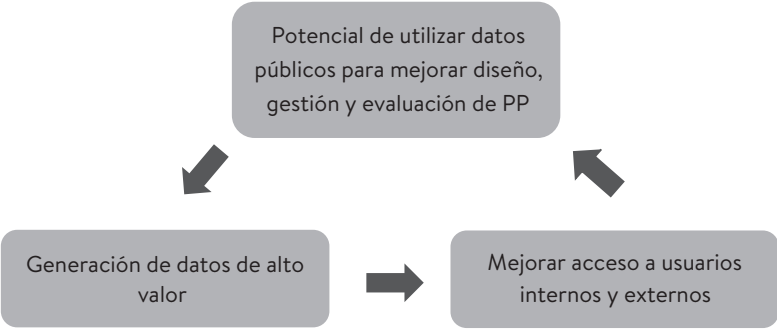 Potencial de utilizar datos
públicos para mejorar diseño,
gestión y evaluación de PP
Generación de datos de alto
valor
Mejorar acceso a usuarios
internos y externos